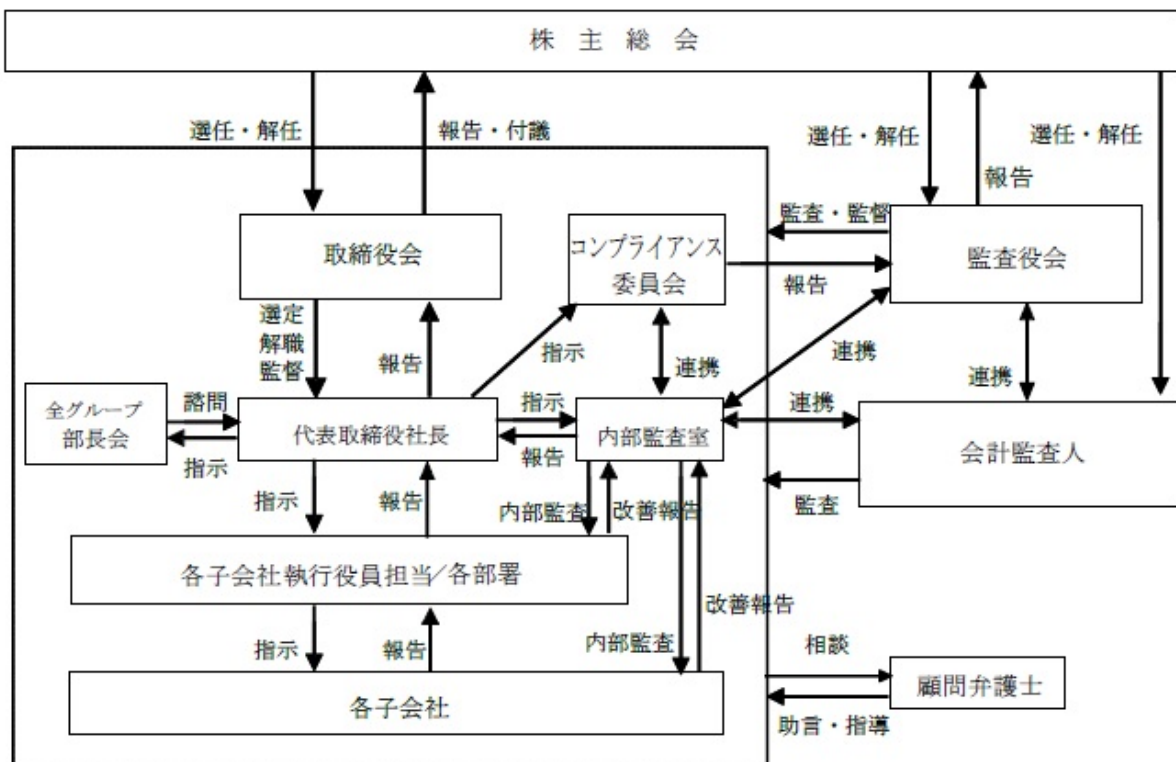 株主総会
選任・解任
報告・付議
選任・解任
選任・解任
報告
監査・監督
取締役会
コンプライアンス
委員会
監査役会
報告
選定
解職
監督
報告
指示
連携
連携
連携
全グループ
部長会
諮問
指示
代表取締役社長
指示
報告
内部監査室
連携
会計監査人
指示
報告
内部監査
改善報告
監査
各子会社執行役員担当/各部署
改善報告
指示
報告
内部監査
相談
各子会社
顧問弁護士
助言・指導